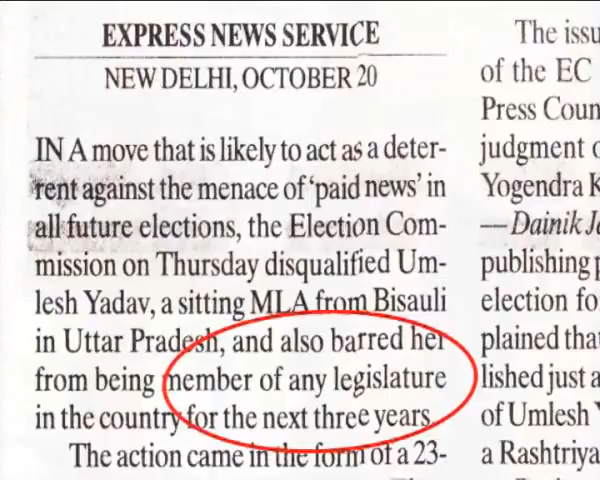 EXPRESS NEWS SERVICE
NEW DELHI, OCTOBER 20
IN A move that is likely to act as a deter-
rent against the menace of 'paid news' in
all future elections, the Election Com-
mission on Thursday disqualified Um-
lesh Yadav, a sitting MLA from Bisauli
in Uttar Pradesh, and also barred her
from being member of any legislature
in the country for the next three years.
The action came in the form of a 23-
The issu
of the EC
Press Coun
judgment o
Yogendra K
—Dainik Ja
publishing p
election fo
plained that
lished just a
of Umlesh Y
a Rashtriya